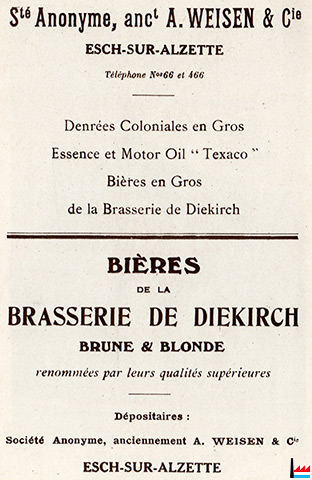 Sté Anonyme, anct A. WEISEN & Cie
ESCH-SUR-ALZETTE
Téléphone Nos 66 et 466
Denrées Coloniales en Gros
Essence et Motor Oil “ Texaco ”
Bières en Gros
de la Brasserie de Diekirch
BIÈRES
DE LA
BRASSERIE DE DIEKIRCH
BRUNE & BLONDE
renommées par leurs qualités supérieures
Dépositaires :
Société Anonyme, anciennement A. WEISEN & Cie
ESCH-SUR-ALZETTE